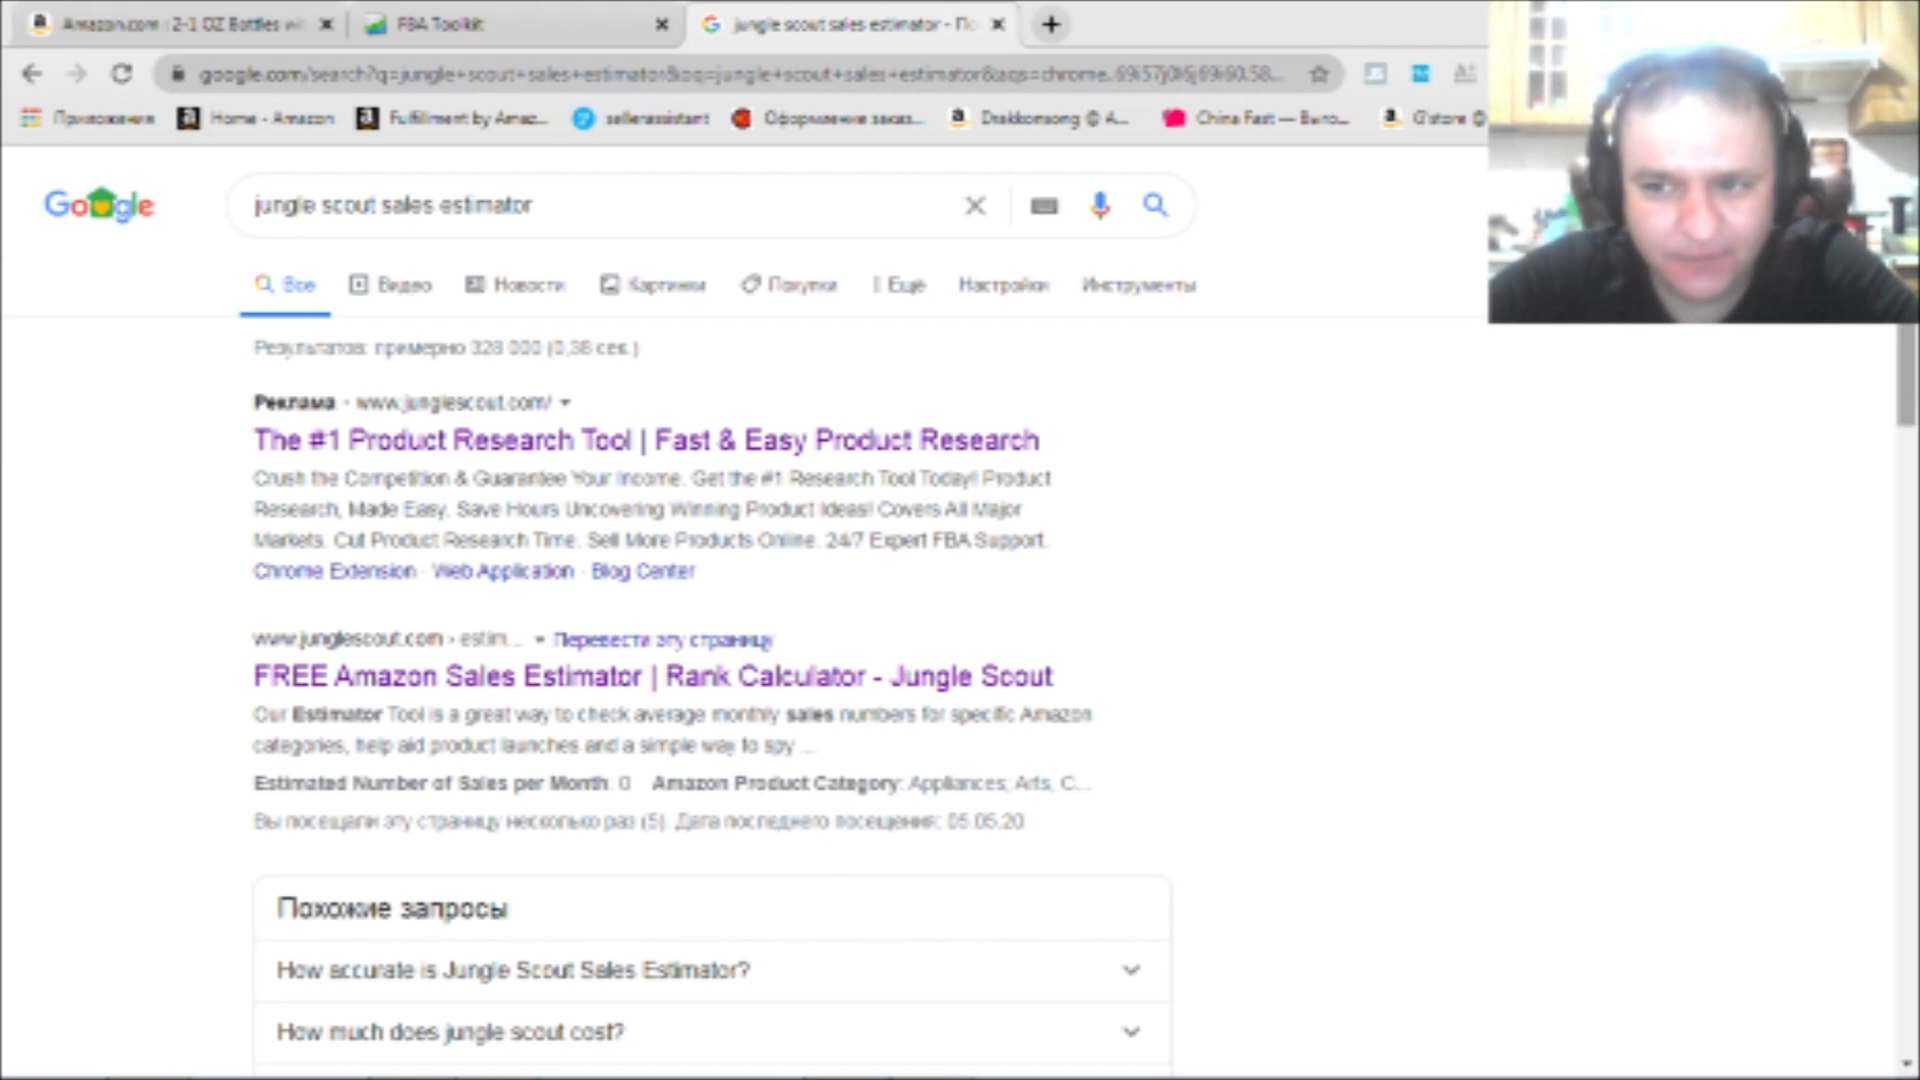 Amazon.com : 2-1 OZ Bottles wit
FBA Toolkit
jungle scout sales estimator - По
google.com/search?q=jungle+scout+sales+estimator&oq=jungle+scout+sales+estimator&aqs=chrome..69i57j0l6j69i60.58...
Приложения
Home - Amazon
Fulfillment by Amaz...
sellerassistant
Оформление заказ...
Drakkonsong @ A...
China Fast — Выго...
G'store @
Google
jungle scout sales estimator
Все
Видео
Новости
Картинки
Покупки
Ещё
Настройки
Инструменты
Результатов: примерно 328 000 (0,38 сек.)
Реклама · www.junglescout.com/
The #1 Product Research Tool | Fast & Easy Product Research
Crush the Competition & Guarantee Your Income. Get the #1 Research Tool Today! Product
Research, Made Easy. Save Hours Uncovering Winning Product Ideas! Covers All Major
Markets. Cut Product Research Time. Sell More Products Online. 24/7 Expert FBA Support.
Chrome Extension · Web Application · Blog Center
www.junglescout.com › estim... Перевести эту страницу
FREE Amazon Sales Estimator | Rank Calculator - Jungle Scout
Our Estimator Tool is a great way to check average monthly sales numbers for specific Amazon
categories, help aid product launches and a simple way to spy ...
Estimated Number of Sales per Month: 0 Amazon Product Category: Appliances; Arts, C...
Вы посещали эту страницу несколько раз (5). Дата последнего посещения: 05.05.20
Похожие запросы
How accurate is Jungle Scout Sales Estimator?
How much does jungle scout cost?